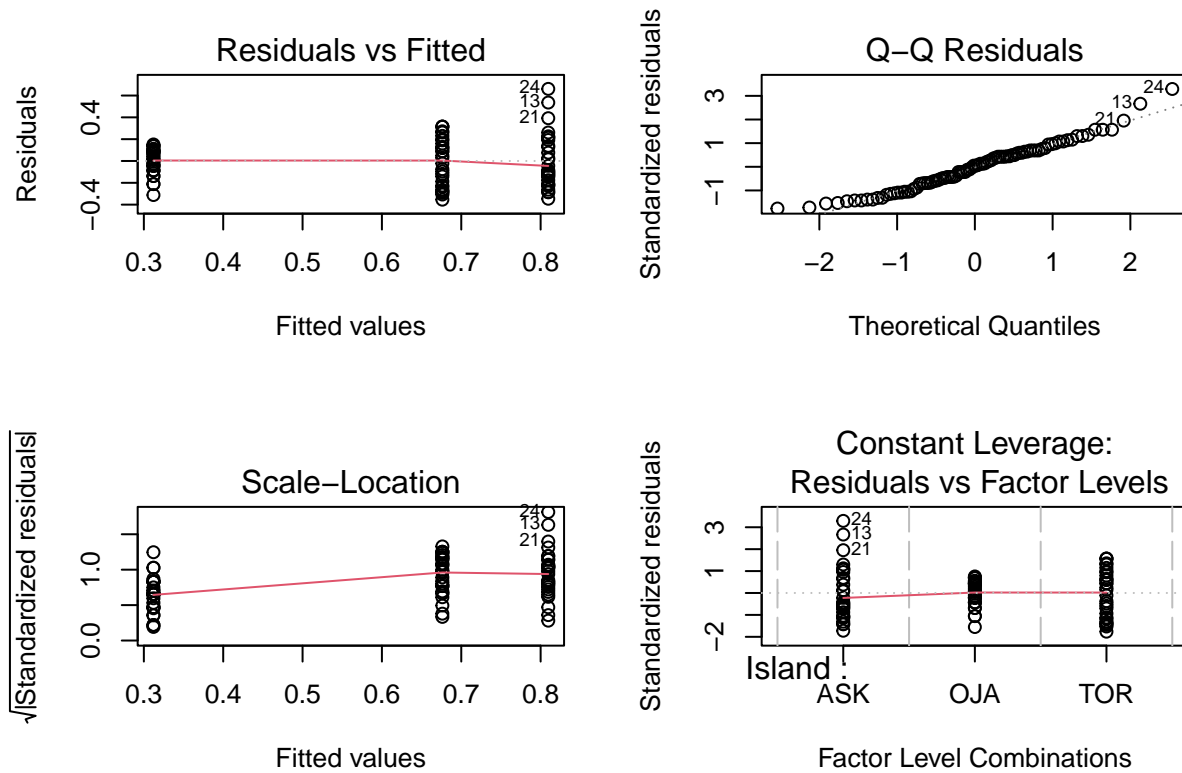 Residuals vs Fitted
Residuals
0.4
−0.4
24
13
21
0.3 0.4 0.5 0.6 0.7 0.8
Fitted values
Q−Q Residuals
Standardized residuals
3
1
−1
24
13
21
−2 −1 0 1 2
Theoretical Quantiles
Scale−Location
√|Standardized residuals|
1.0
0.0
24
13
21
0.3 0.4 0.5 0.6 0.7 0.8
Fitted values
Constant Leverage:
Residuals vs Factor Levels
Standardized residuals
3
1
−2
24
13
21
Island :
ASK OJA TOR
Factor Level Combinations